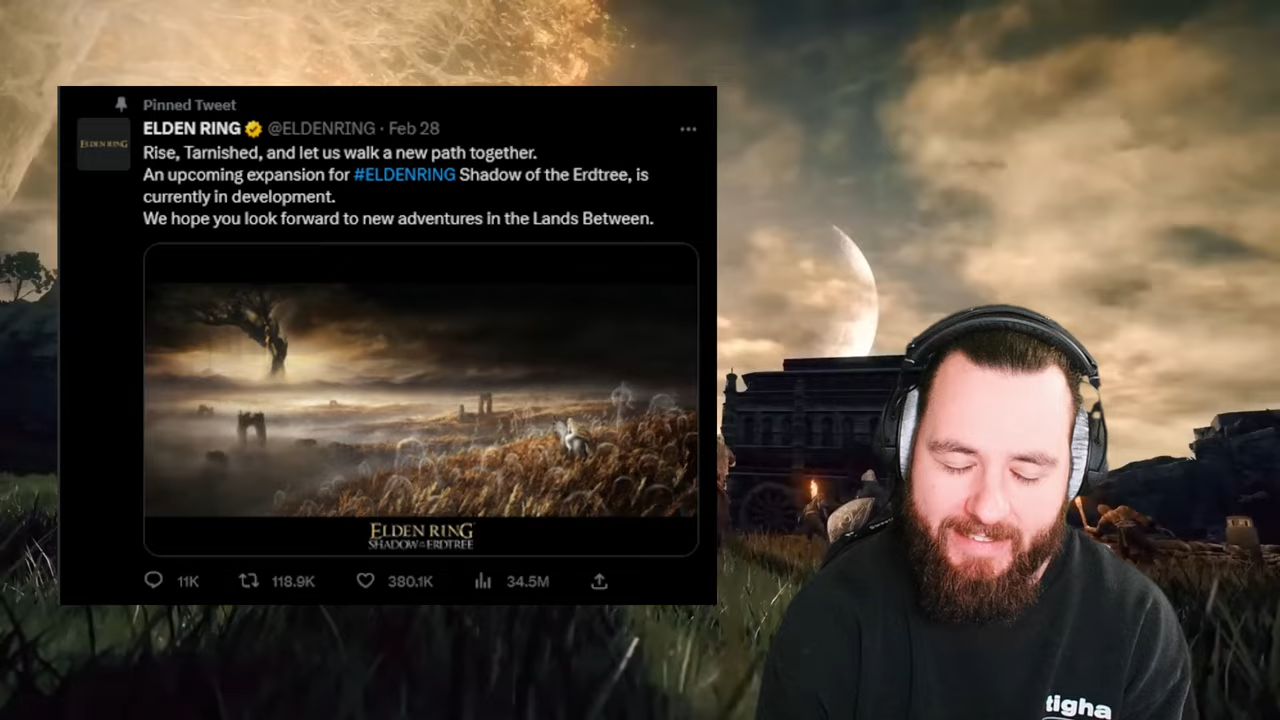 Pinned Tweet
ELDEN RING @ELDENRING · Feb 28
ELDEN RING
Rise, Tarnished, and let us walk a new path together.
An upcoming expansion for #ELDENRING Shadow of the Erdtree, is
currently in development.
We hope you look forward to new adventures in the Lands Between.
ELDEN RING
SHADOW OF THE ERDTREE
11K 118.9K 380.1K 34.5M
tigha